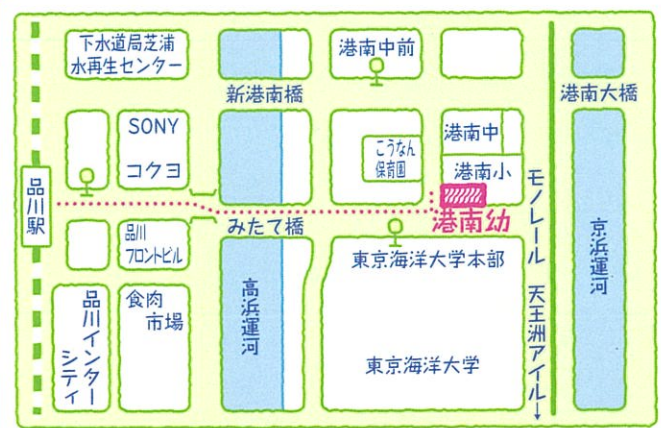 下水道局芝浦
水再生センター
港南中前
新港南橋
港南大橋
SONY
コクヨ
こうなん
保育園
港南中
港南小
品川駅
港南幼
みたて橋
品川
フロントビル
東京海洋大学本部
モノレール 天王洲アイル→
京浜運河
高浜運河
品川インター
シティ
食肉
市場
東京海洋大学